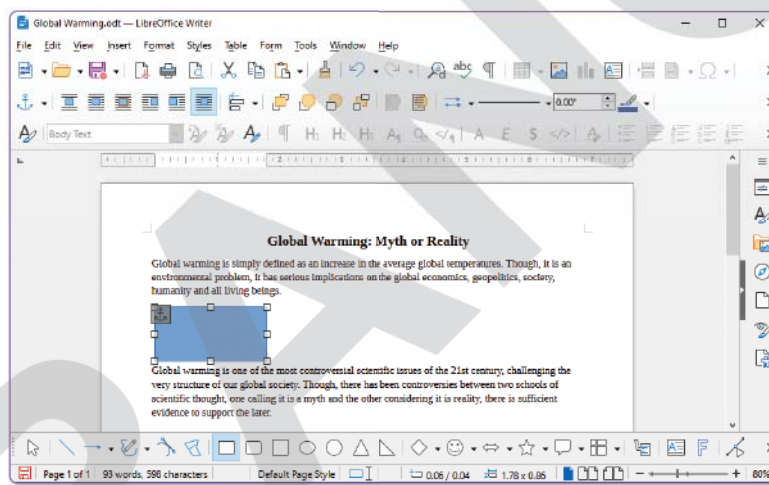 Global Warming.odt — LibreOffice Writer
File Edit View Insert Format Styles Table Form Tools Window Help
0.00°
Body Text
Global Warming: Myth or Reality
Global warming is simply defined as an increase in the average global temperatures. Though, it is an
environmental problem, it has serious implications on the global economics, geopolitics, society,
humanity and all living beings.
Global warming is one of the most controversial scientific issues of the 21st century, challenging the
very structure of our global society. Though, there has been controversies between two schools of
scientific thought, one calling it is a myth and the other considering it is reality, there is sufficient
evidence to support the later.
Page 1 of 1 93 words, 598 characters Default Page Style 0.06 / 0.04 1.78 x 0.86 80%